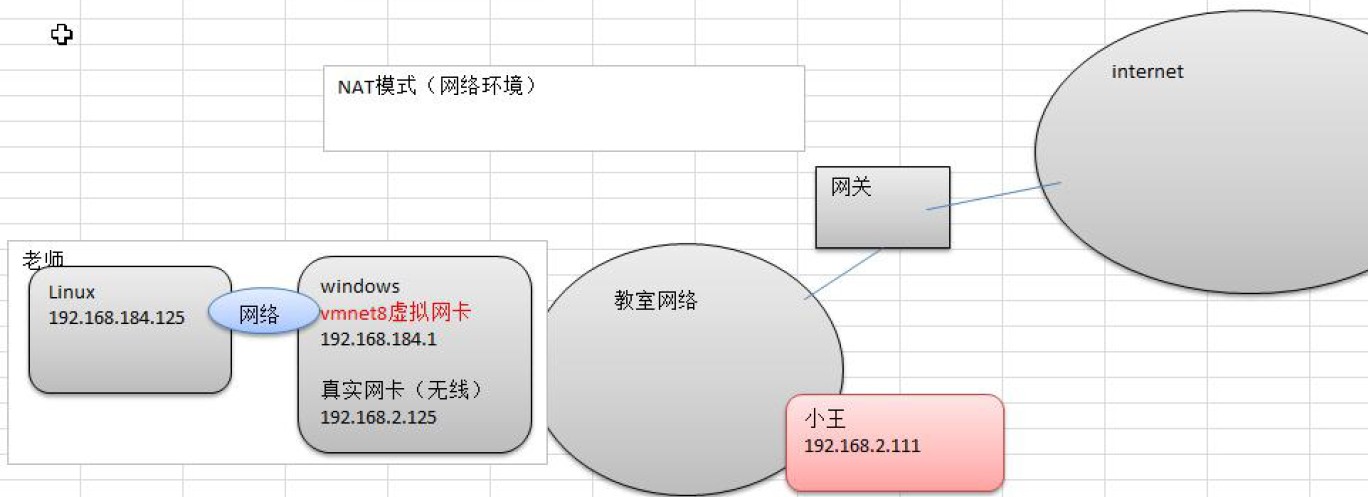 NAT模式（网络环境）
internet
网关
老师
Linux
192.168.184.125
网络
windows
vmnet8虚拟网卡
192.168.184.1
真实网卡（无线）
192.168.2.125
教室网络
小王
192.168.2.111